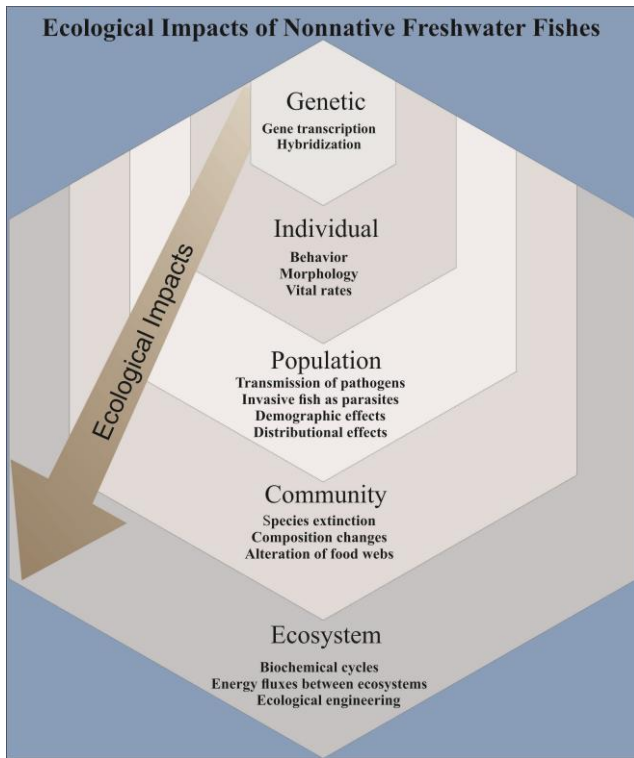 Ecological Impacts of Nonnative Freshwater Fishes
Genetic
Gene transcription
Hybridization
Individual
Behavior
Morphology
Vital rates
Ecological Impacts
Population
Transmission of pathogens
Invasive fish as parasites
Demographic effects
Distributional effects
Community
Species extinction
Composition changes
Alteration of food webs
Ecosystem
Biochemical cycles
Energy fluxes between ecosystems
Ecological engineering